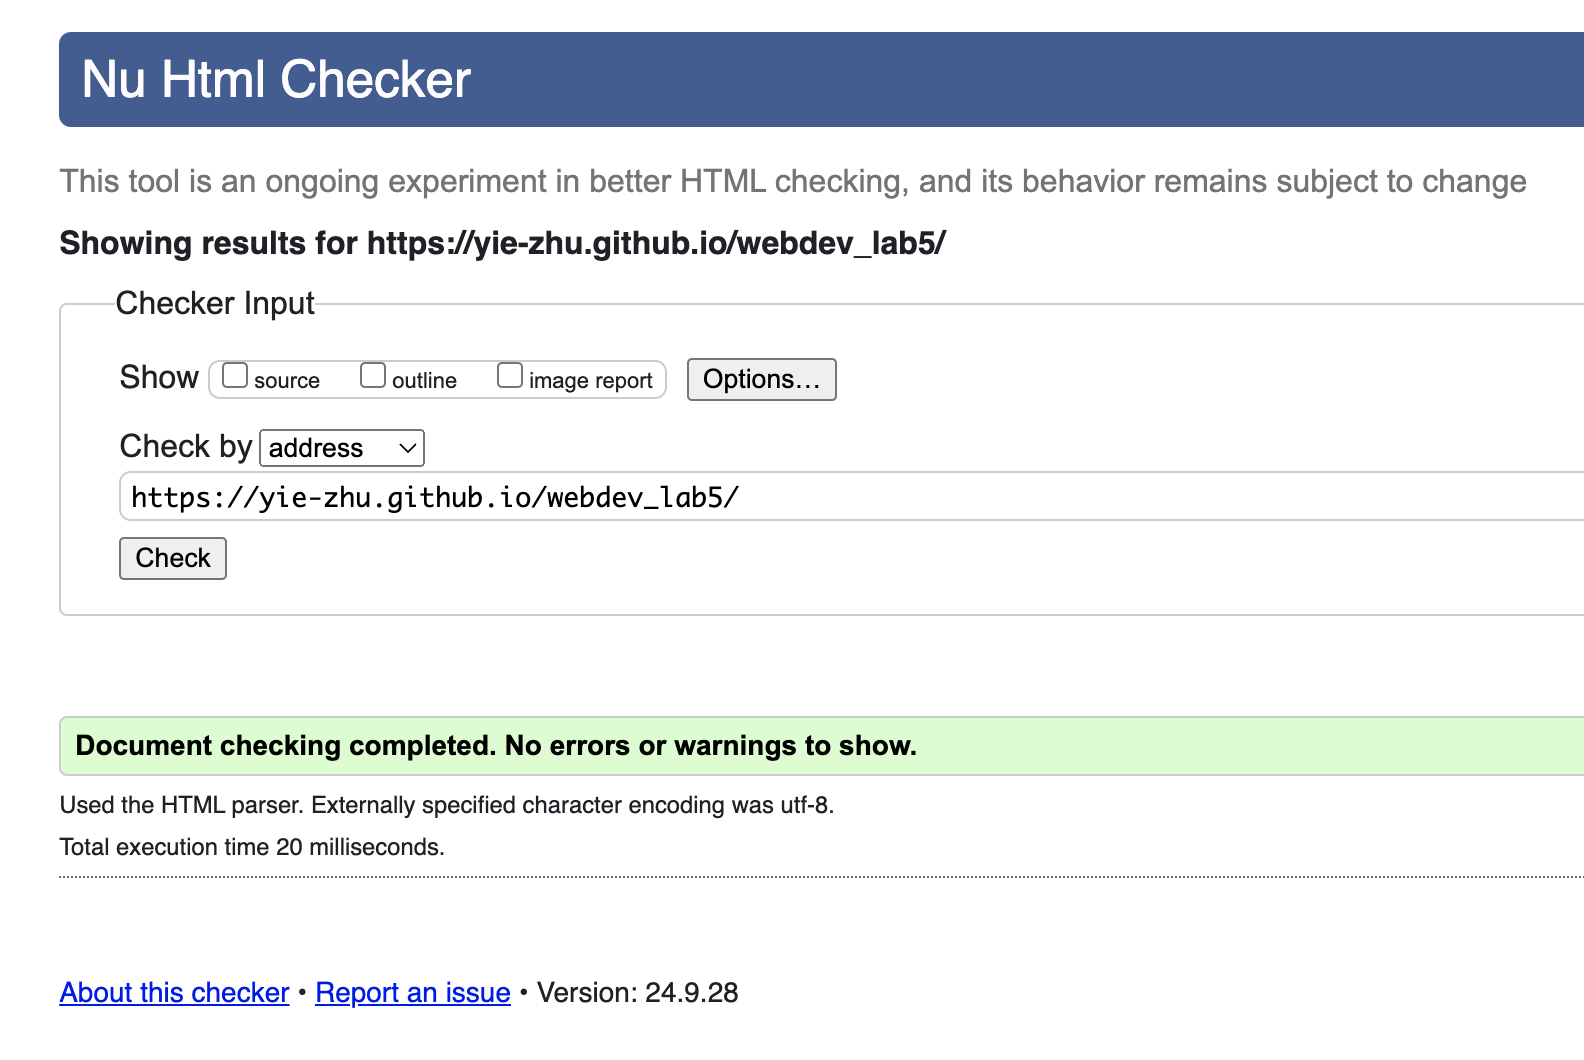 Nu Html Checker
This tool is an ongoing experiment in better HTML checking, and its behavior remains subject to change
Showing results for https://yie-zhu.github.io/webdev_lab5/
Checker Input
Show source outline image report Options…
Check by address
https://yie-zhu.github.io/webdev_lab5/
Check
Document checking completed. No errors or warnings to show.
Used the HTML parser. Externally specified character encoding was utf-8.
Total execution time 20 milliseconds.
About this checker • Report an issue • Version: 24.9.28